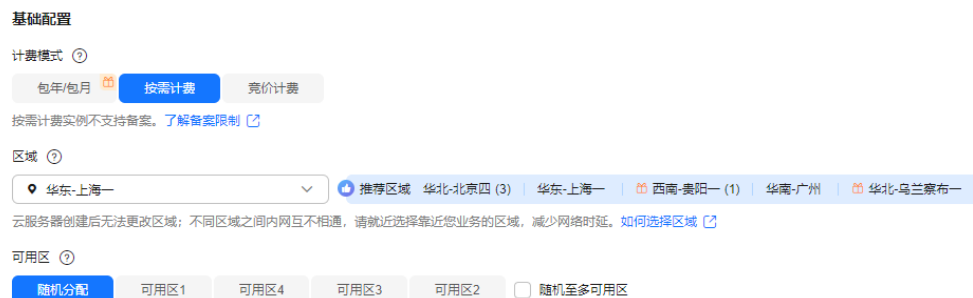 基础配置
计费模式 ?
包年/包月 按需计费 竞价计费
按需计费实例不支持备案。了解备案限制
区域 ?
华东-上海一 推荐区域 华北-北京四 (3) 华东-上海一 西南-贵阳一 (1) 华南-广州 华北-乌兰察布一
云服务器创建后无法更改区域；不同区域之间内网互不相通，请就近选择靠近您业务的区域，减少网络时延。如何选择区域
可用区 ?
随机分配 可用区1 可用区4 可用区3 可用区2 随机至多可用区